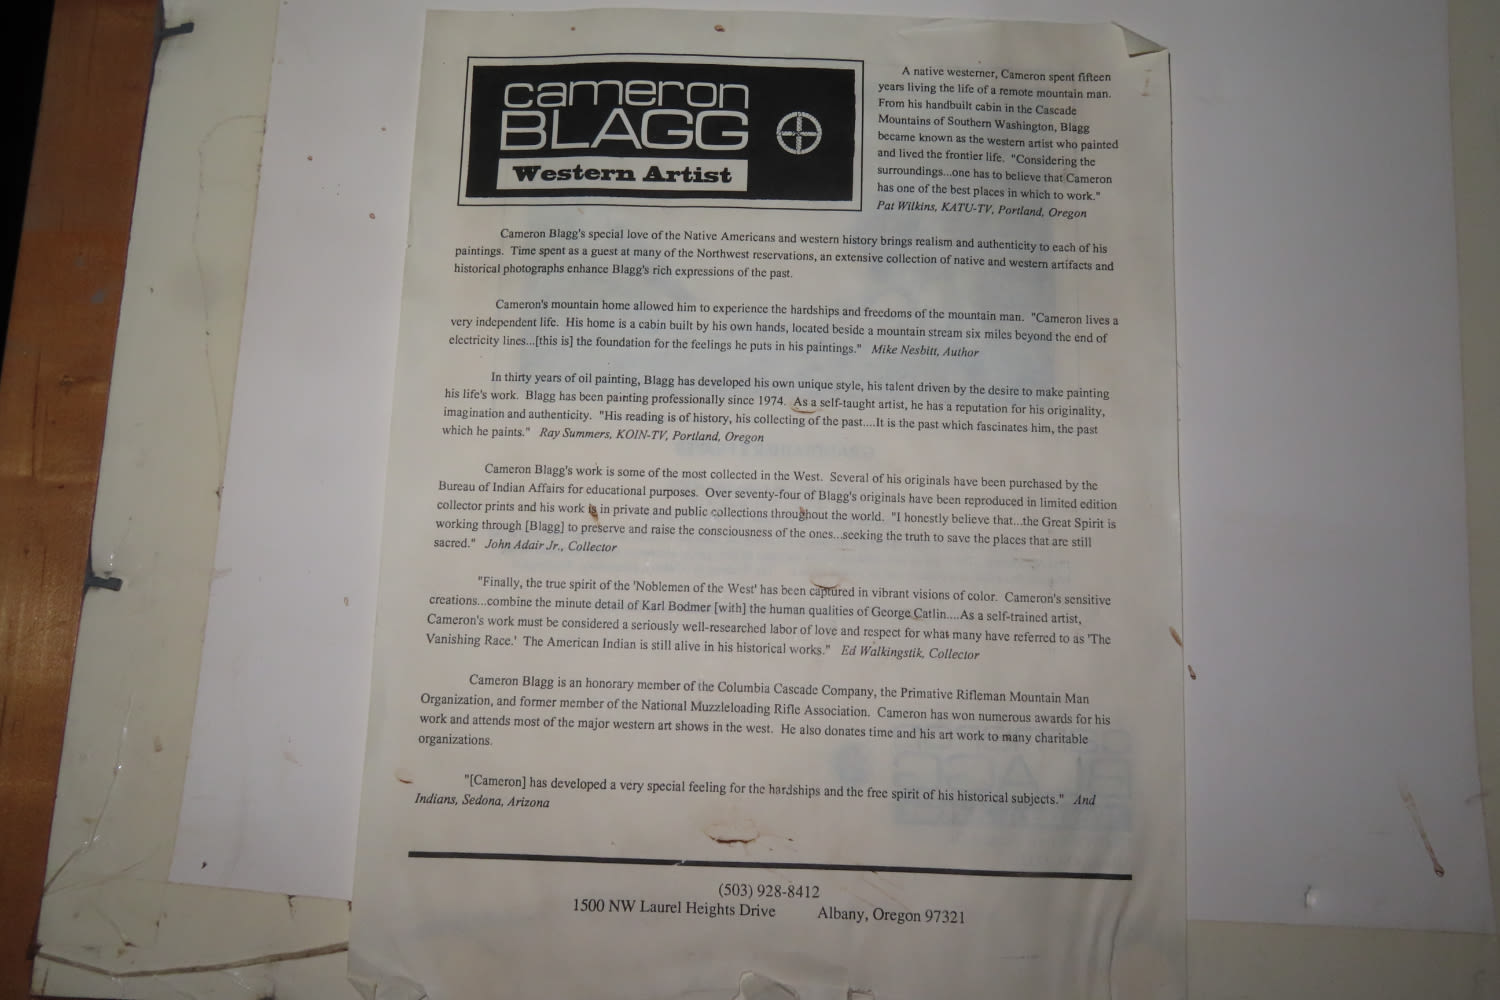 cameron
BLAGG
Western Artist
A native westerner, Cameron spent fifteen
years living the life of a remote mountain man.
From his handbuilt cabin in the Cascade
Mountains of Southern Washington, Blagg
became known as the western artist who painted
and lived the frontier life. "Considering the
surroundings...one has to believe that Cameron
has one of the best places in which to work."
Pat Wilkins, KATU-TV, Portland, Oregon
Cameron Blagg's special love of the Native Americans and western history brings realism and authenticity to each of his
paintings. Time spent as a guest at many of the Northwest reservations, an extensive collection of native and western artifacts and
historical photographs enhance Blagg's rich expressions of the past.
Cameron's mountain home allowed him to experience the hardships and freedoms of the mountain man. "Cameron lives a
very independent life. His home is a cabin built by his own hands, located beside a mountain stream six miles beyond the end of
electricity lines...[this is] the foundation for the feelings he puts in his paintings." Mike Nesbitt, Author
In thirty years of oil painting, Blagg has developed his own unique style, his talent driven by the desire to make painting
his life's work. Blagg has been painting professionally since 1974. As a self-taught artist, he has a reputation for his originality,
imagination and authenticity. "His reading is of history, his collecting of the past....It is the past which fascinates him, the past
which he paints." Ray Summers, KOIN-TV, Portland, Oregon
Cameron Blagg's work is some of the most collected in the West. Several of his originals have been purchased by the
Bureau of Indian Affairs for educational purposes. Over seventy-four of Blagg's originals have been reproduced in limited edition
collector prints and his work is in private and public collections throughout the world. "I honestly believe that...the Great Spirit is
working through [Blagg] to preserve and raise the consciousness of the ones...seeking the truth to save the places that are still
sacred." John Adair Jr., Collector
"Finally, the true spirit of the 'Noblemen of the West' has been captured in vibrant visions of color. Cameron's sensitive
creations...combine the minute detail of Karl Bodmer [with] the human qualities of George Catlin....As a self-trained artist,
Cameron's work must be considered a seriously well-researched labor of love and respect for what many have referred to as 'The
Vanishing Race.' The American Indian is still alive in his historical works." Ed Walkingstik, Collector
Cameron Blagg is an honorary member of the Columbia Cascade Company, the Primative Rifleman Mountain Man
Organization, and former member of the National Muzzleloading Rifle Association. Cameron has won numerous awards for his
work and attends most of the major western art shows in the west. He also donates time and his art work to many charitable
organizations.
"[Cameron] has developed a very special feeling for the hardships and the free spirit of his historical subjects." And
Indians, Sedona, Arizona
(503) 928-8412
1500 NW Laurel Heights Drive Albany, Oregon 97321